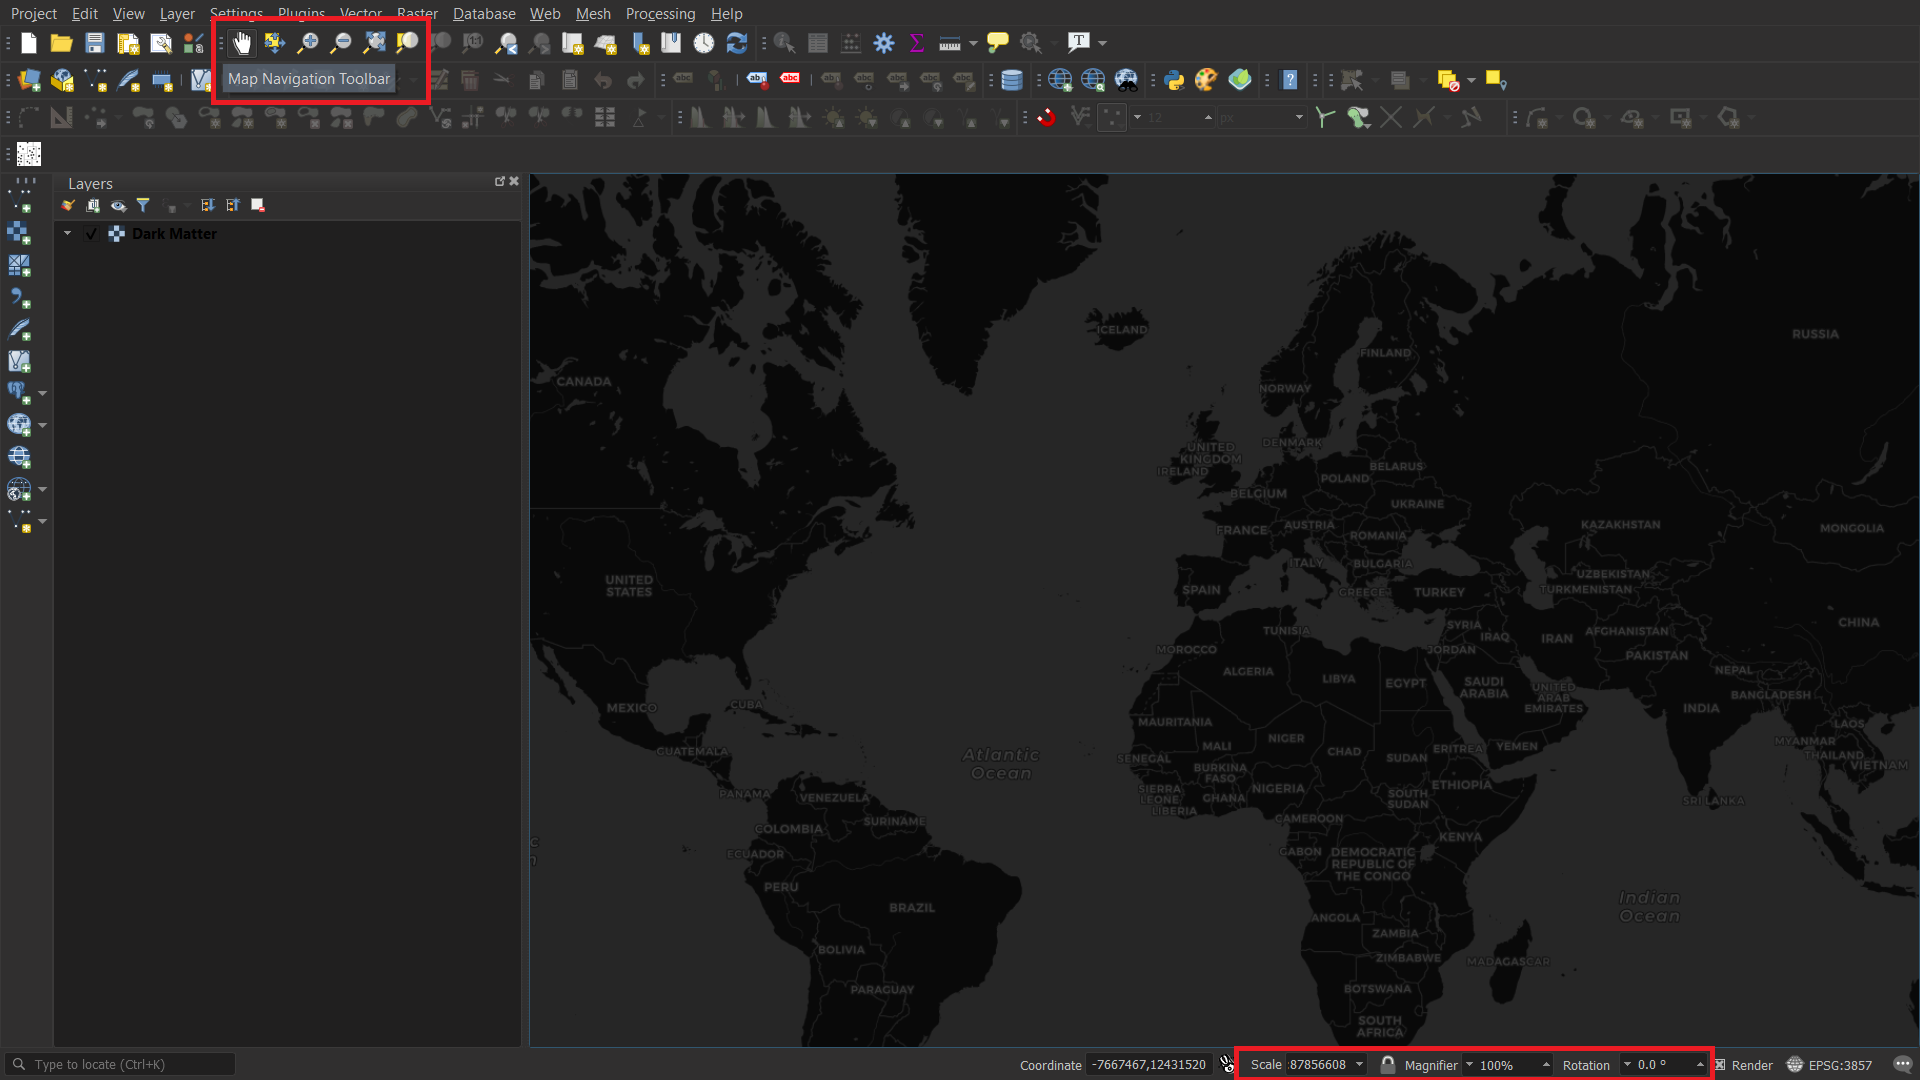 Project Edit View Layer Settings Plugins Vector Raster Database Web Mesh Processing Help
Map Navigation Toolbar
abc abc abc
12 px
Layers
Dark Matter
ICELAND
RUSSIA
FINLAND
CANADA
NORWAY
DENMARK
UNITED
KINGDOM
IRELAND
BELARUS
POLAND
BELGIUM
UKRAINE
FRANCE
AUSTRIA
KAZAKHSTAN
MONGOLIA
ROMANIA
ITALY
BULGARIA
UNITED
STATES
SPAIN
GREECE
TURKEY
UZBEKISTAN
TURKMENISTAN
TUNISIA
SYRIA
IRAQ
IRAN
AFGHANISTAN
CHINA
MOROCCO
JORDAN
PAKISTAN
ALGERIA
LIBYA
EGYPT
SAUDI
ARABIA
UNITED
ARAB
EMIRATES
NEPAL
BANGLADESH
MEXICO
CUBA
INDIA
MAURITANIA
LAOS
GUATEMALA
MALI
NIGER
CHAD
SUDAN
ERITREA
YEMEN
MYANMAR
THAILAND
VIETNAM
Atlantic
Ocean
SENEGAL
BURKINA
FASO
PANAMA
VENEZUELA
SIERRA
LEONE
LIBERIA
GHANA
NIGERIA
SOUTH
SUDAN
ETHIOPIA
SRI LANKA
COLOMBIA
SURINAME
CAMEROON
KENYA
ECUADOR
GABON
DEMOCRATIC
REPUBLIC OF
THE CONGO
PERU
BRAZIL
ANGOLA
Indian
Ocean
ZAMBIA
BOLIVIA
ZIMBABWE
MADAGASCAR
PARAGUAY
BOTSWANA
SOUTH
AFRICA
Type to locate (Ctrl+K) Coordinate -7667467,12431520 Scale :87856608 Magnifier 100% Rotation 0.0 ° Render EPSG:3857